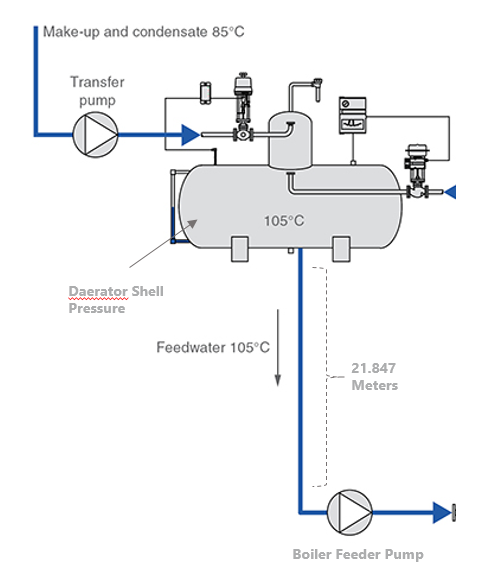 Make-up and condensate 85°C
Transfer
pump
105°C
Daerator Shell
Pressure
Feedwater 105°C
21.847
Meters
Boiler Feeder Pump